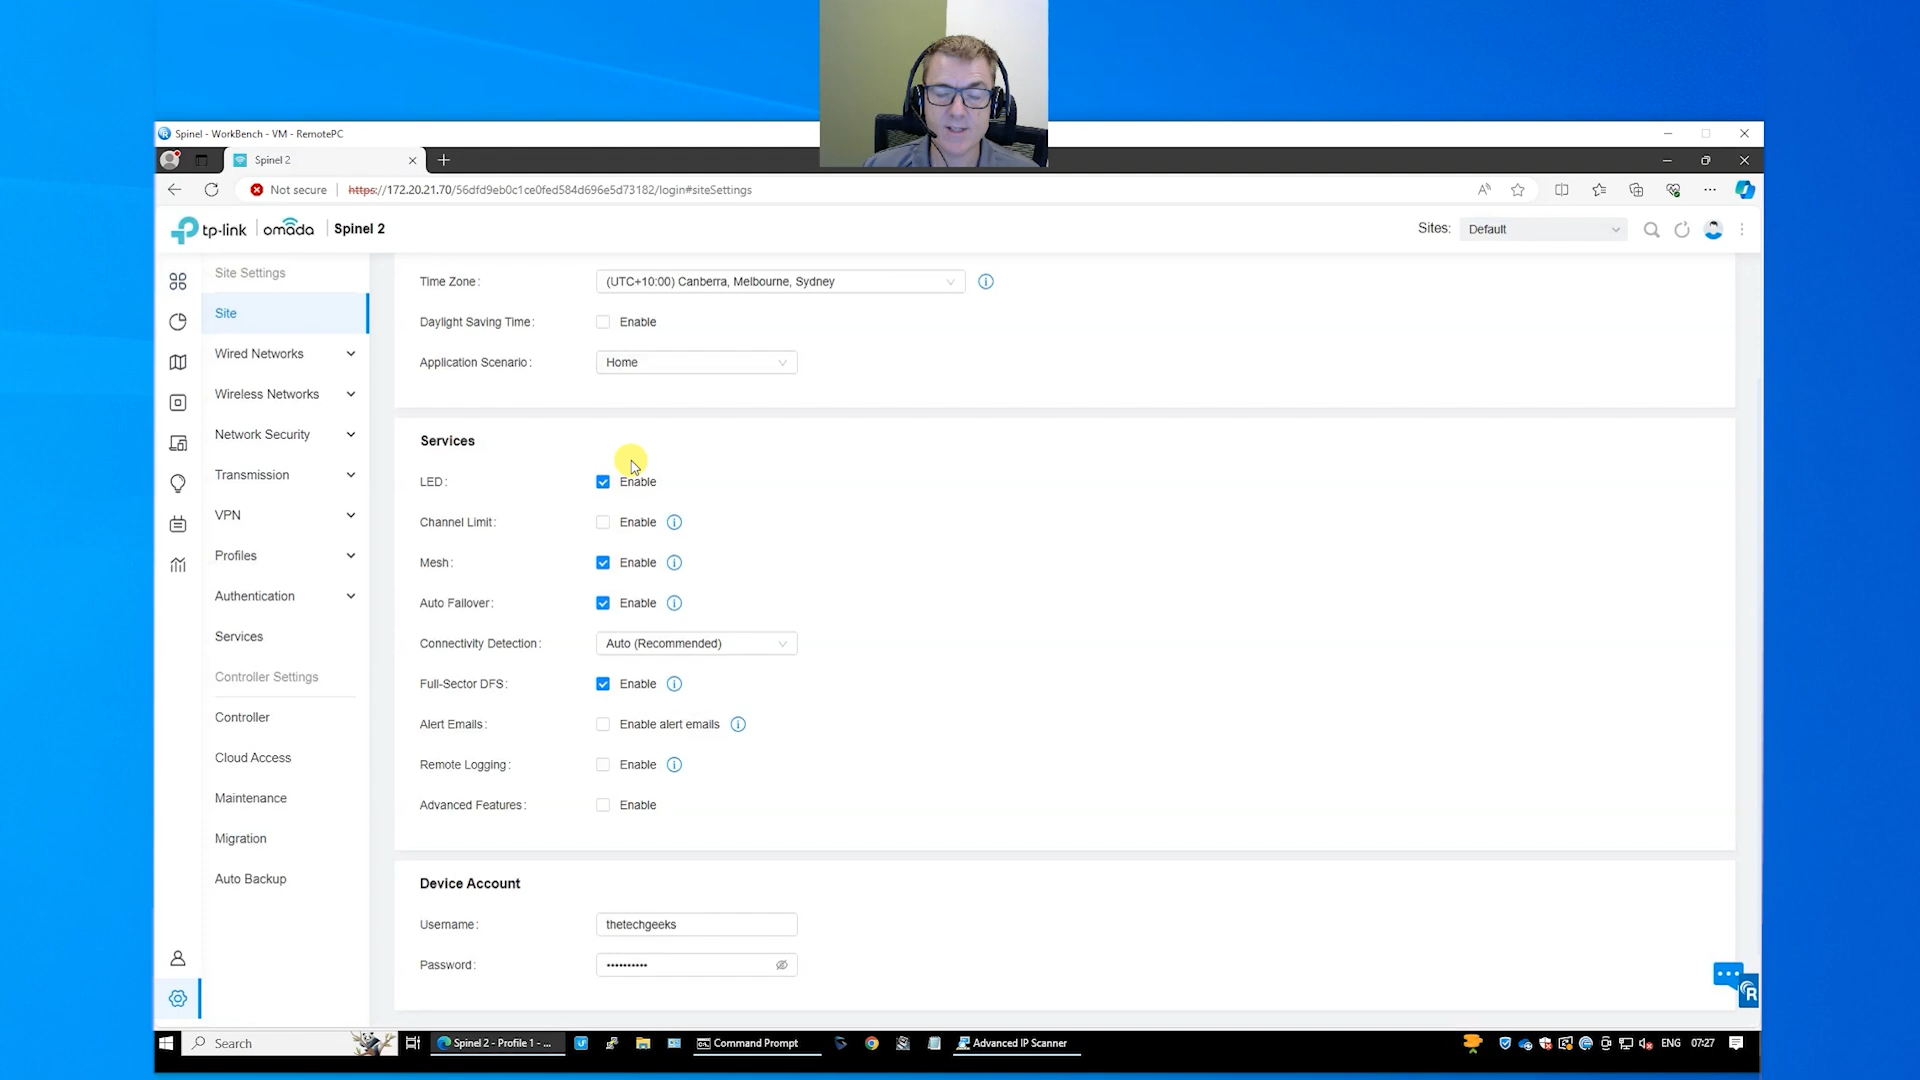 Spinel - WorkBench - VM - RemotePC
Spinel 2
Not secure
https://172.20.21.70/56dfd9eb0c1ce0fed584d696e5d73182/login#siteSettings
tp-link
omada
Spinel 2
Sites:
Default
Site Settings
Site
Wired Networks
Wireless Networks
Network Security
Transmission
VPN
Profiles
Authentication
Services
Controller Settings
Controller
Cloud Access
Maintenance
Migration
Auto Backup
Time Zone:
(UTC+10:00) Canberra, Melbourne, Sydney
Daylight Saving Time:
Enable
Application Scenario:
Home
Services
LED:
Enable
Channel Limit:
Enable
Mesh:
Enable
Auto Failover:
Enable
Connectivity Detection:
Auto (Recommended)
Full-Sector DFS:
Enable
Alert Emails:
Enable alert emails
Remote Logging:
Enable
Advanced Features:
Enable
Device Account
Username:
thetechgeeks
Password:
••••••••••
Search
Spinel 2 - Profile 1 - ...
Command Prompt
Advanced IP Scanner
ENG
07:27